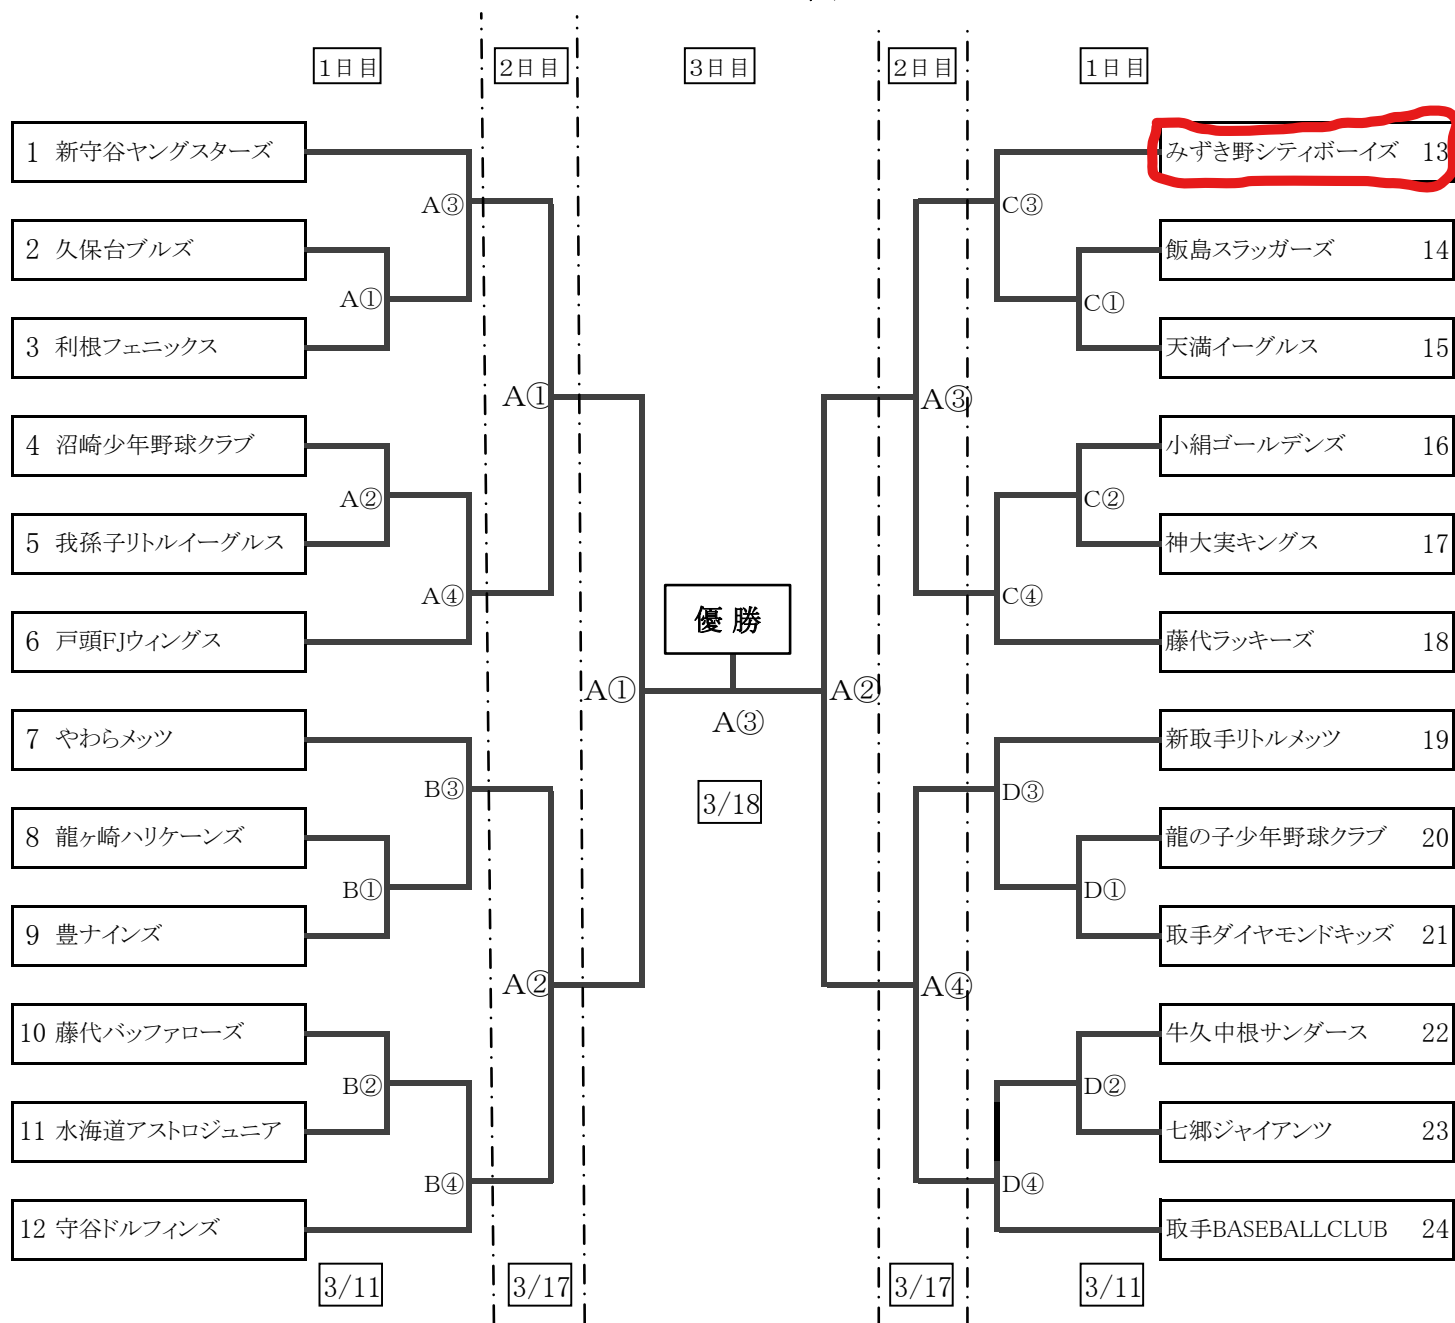 1日目
2日目
3日目
2日目
1日目
1 新守谷ヤングスターズ
2 久保台ブルズ
3 利根フェニックス
4 沼崎少年野球クラブ
5 我孫子リトルイーグルス
6 戸頭FJウィングス
7 やわらメッツ
8 龍ヶ崎ハリケーンズ
9 豊ナインズ
10 藤代バッファローズ
11 水海道アストロジュニア
12 守谷ドルフィンズ
A③
A①
A②
A④
B③
B①
B②
B④
3/11
A①
A②
3/17
A①
優勝
A③
3/18
A②
A③
A④
3/17
C③
C①
C②
C④
D③
D①
D②
D④
3/11
みずき野シティボーイズ 13
飯島スラッガーズ 14
天満イーグルス 15
小絹ゴールデンズ 16
神大実キングス 17
藤代ラッキーズ 18
新取手リトルメッツ 19
龍の子少年野球クラブ 20
取手ダイヤモンドキッズ 21
牛久中根サンダース 22
七郷ジャイアンツ 23
取手BASEBALLCLUB 24